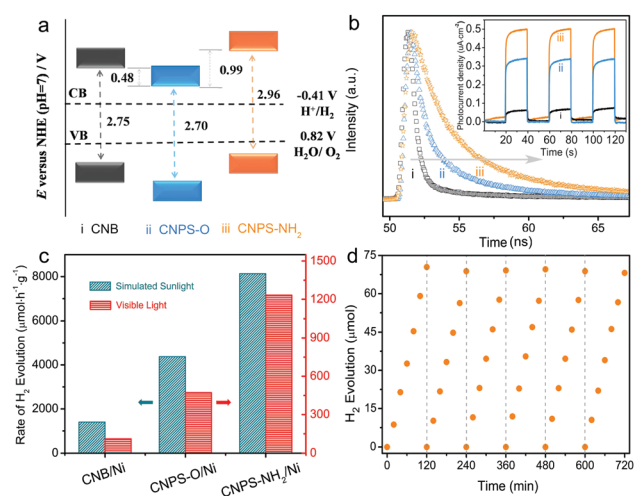 a
E versus NHE (pH=7) / V
CB
VB
0.48
0.99
2.75
2.70
2.96
-0.41 V
H⁺/H₂
0.82 V
H₂O/ O₂
i CNB ii CNPS-O iii CNPS-NH₂
b
Intensity (a.u.)
i ii iii
50 55 60 65
Time (ns)
Photocurrent density (uA·cm⁻²)
0.5
0.4
0.3
0.2
0.1
0.0
iii
ii
i
20 40 60 80 100 120
Time (s)
c
Rate of H₂ Evolution (μmol·h⁻¹·g⁻¹)
8000
6000
4000
2000
0
Simulated Sunlight
Visible Light
1500
1200
900
600
300
0
CNB/Ni CNPS-O/Ni CNPS-NH₂/Ni
d
H₂ Evolution (μmol)
75
60
45
30
15
0
0 120 240 360 480 600 720
Time (min)